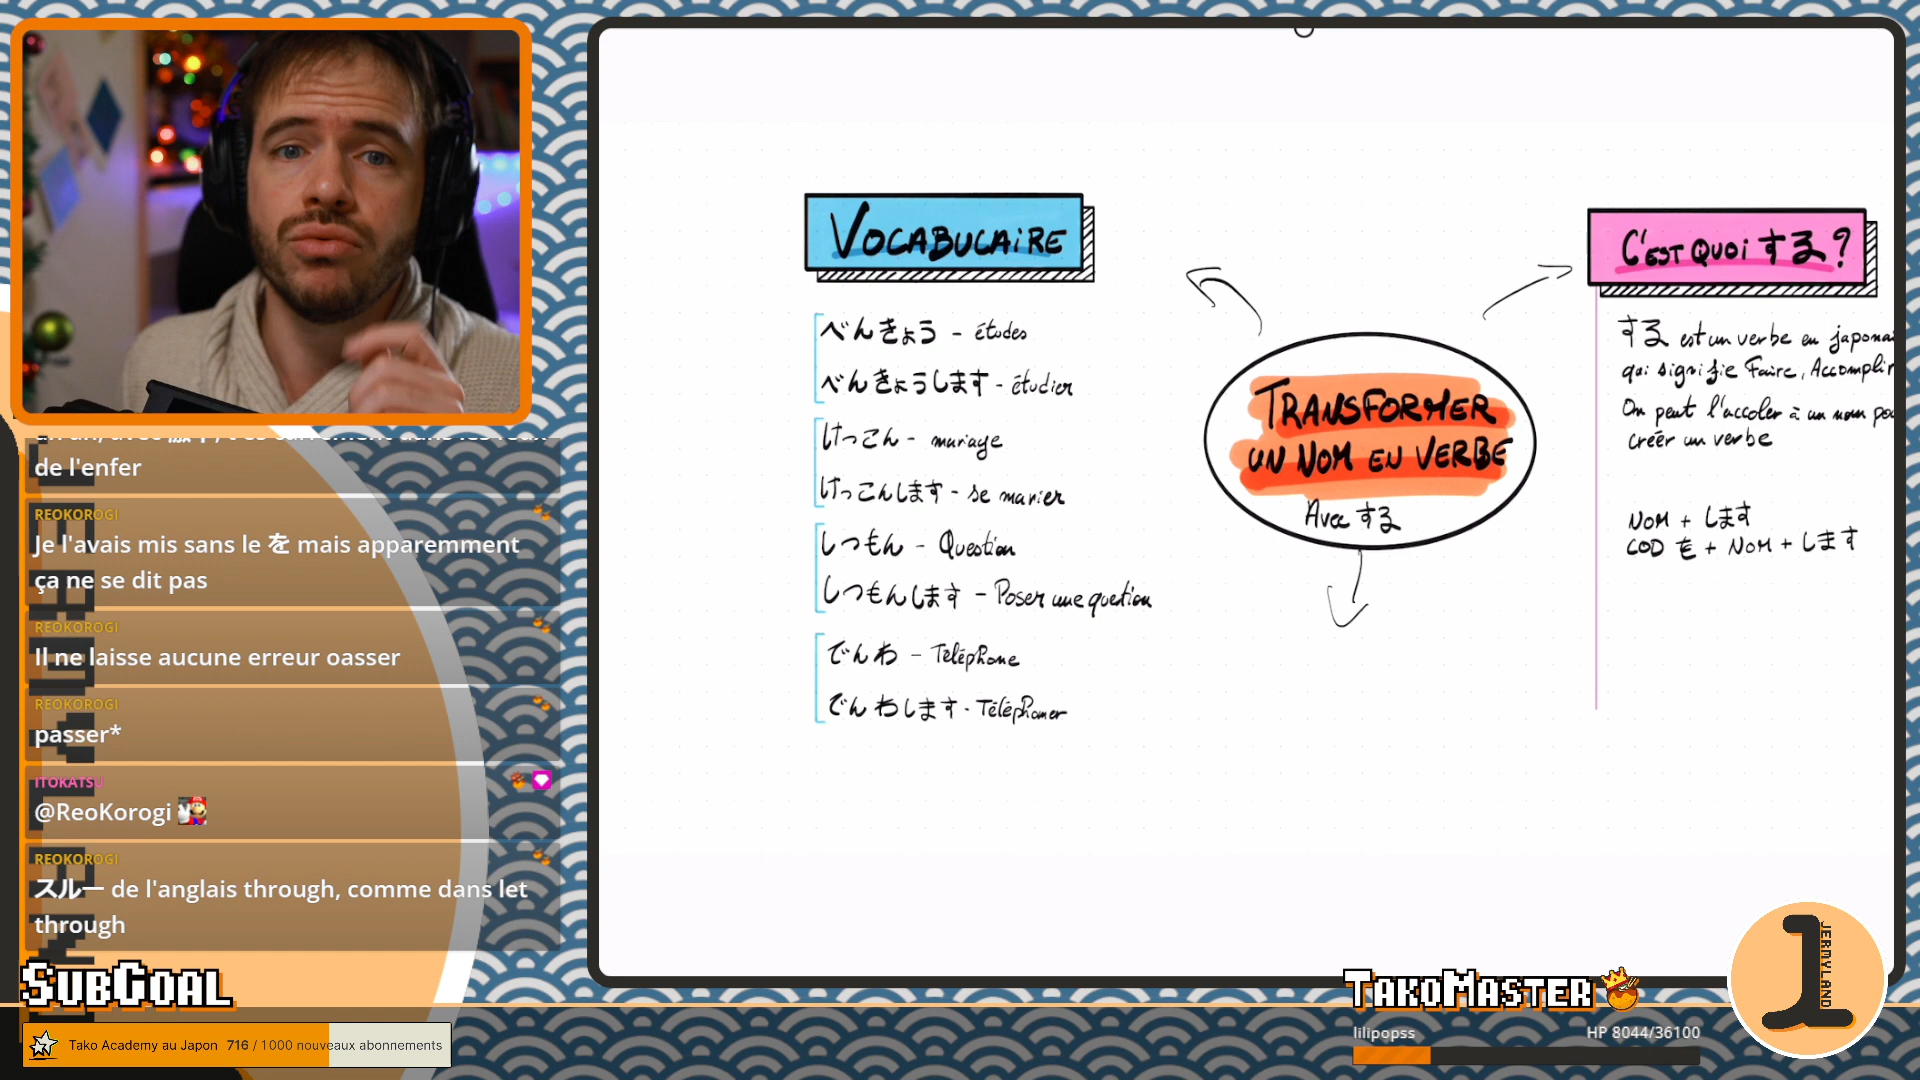 de l'enfer
REOKOROGI
Je l'avais mis sans le を mais apparemment
ça ne se dit pas
REOKOROGI
Il ne laisse aucune erreur oasser
REOKOROGI
passer*
ITOKATSU
@ReoKorogi
REOKOROGI
スルー de l'anglais through, comme dans let
through
SUBGOAL
Tako Academy au Japon 716 / 1000 nouveaux abonnements
VOCABULAIRE
べんきょう - études
べんきょうします - étudier
けっこん - mariage
けっこんします - se marier
しつもん - Question
しつもんします - Poser une question
でんわ - Téléphone
でんわします - Téléphoner
TRANSFORMER
UN NOM EN VERBE
Avec する
C'EST QUOI する?
する est un verbe en japonai
qui signifie Faire, Accomplir
On peut l'accoler à un nom po
créer un verbe
NOM + します
COD を + NOM + します
TAKOMASTER
lilipopss HP 8044/36100
1
JEREMYLAND